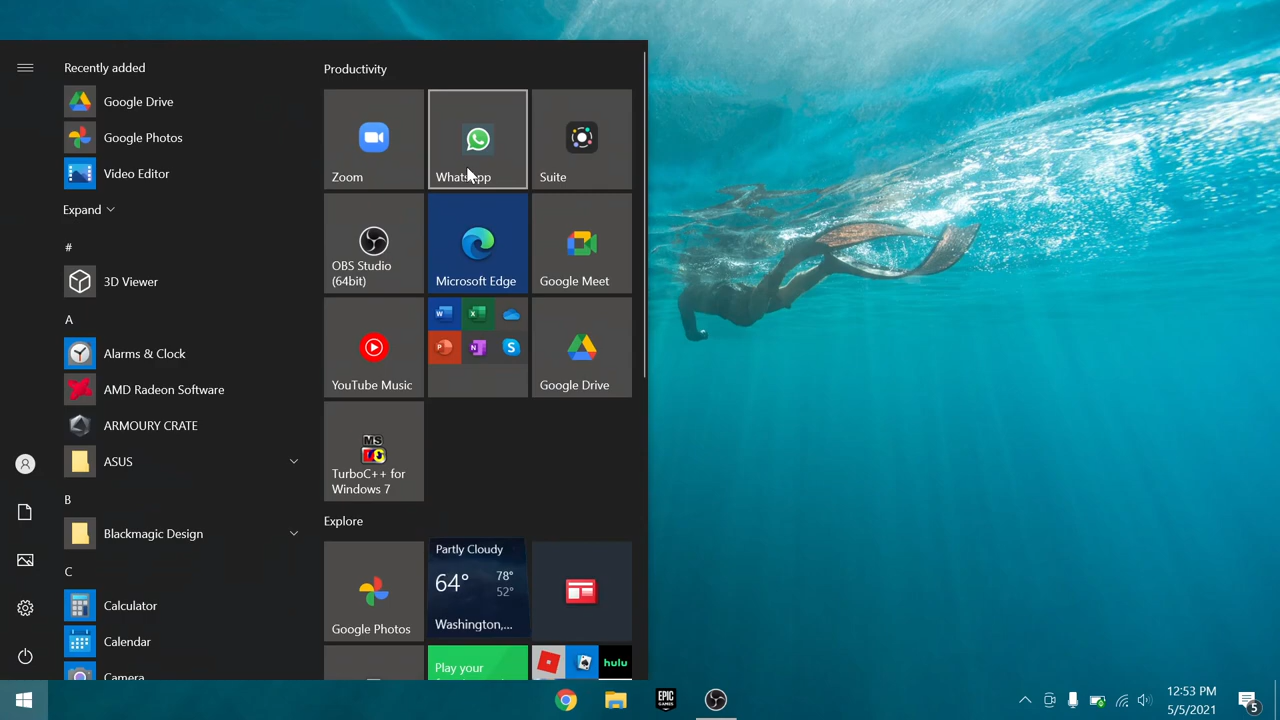 Recently added
Google Drive
Google Photos
Video Editor
Expand
#
3D Viewer
A
Alarms & Clock
AMD Radeon Software
ARMOURY CRATE
ASUS
B
Blackmagic Design
C
Calculator
Calendar
Camera
Productivity
Zoom
WhatsApp
Suite
OBS Studio
(64bit)
Microsoft Edge
Google Meet
YouTube Music
Google Drive
MS
TurboC++ for
Windows 7
Explore
Google Photos
Partly Cloudy
64°
78°
52°
Washington,...
Play your
hulu
EPIC
GAMES
12:53 PM
5/5/2021
5